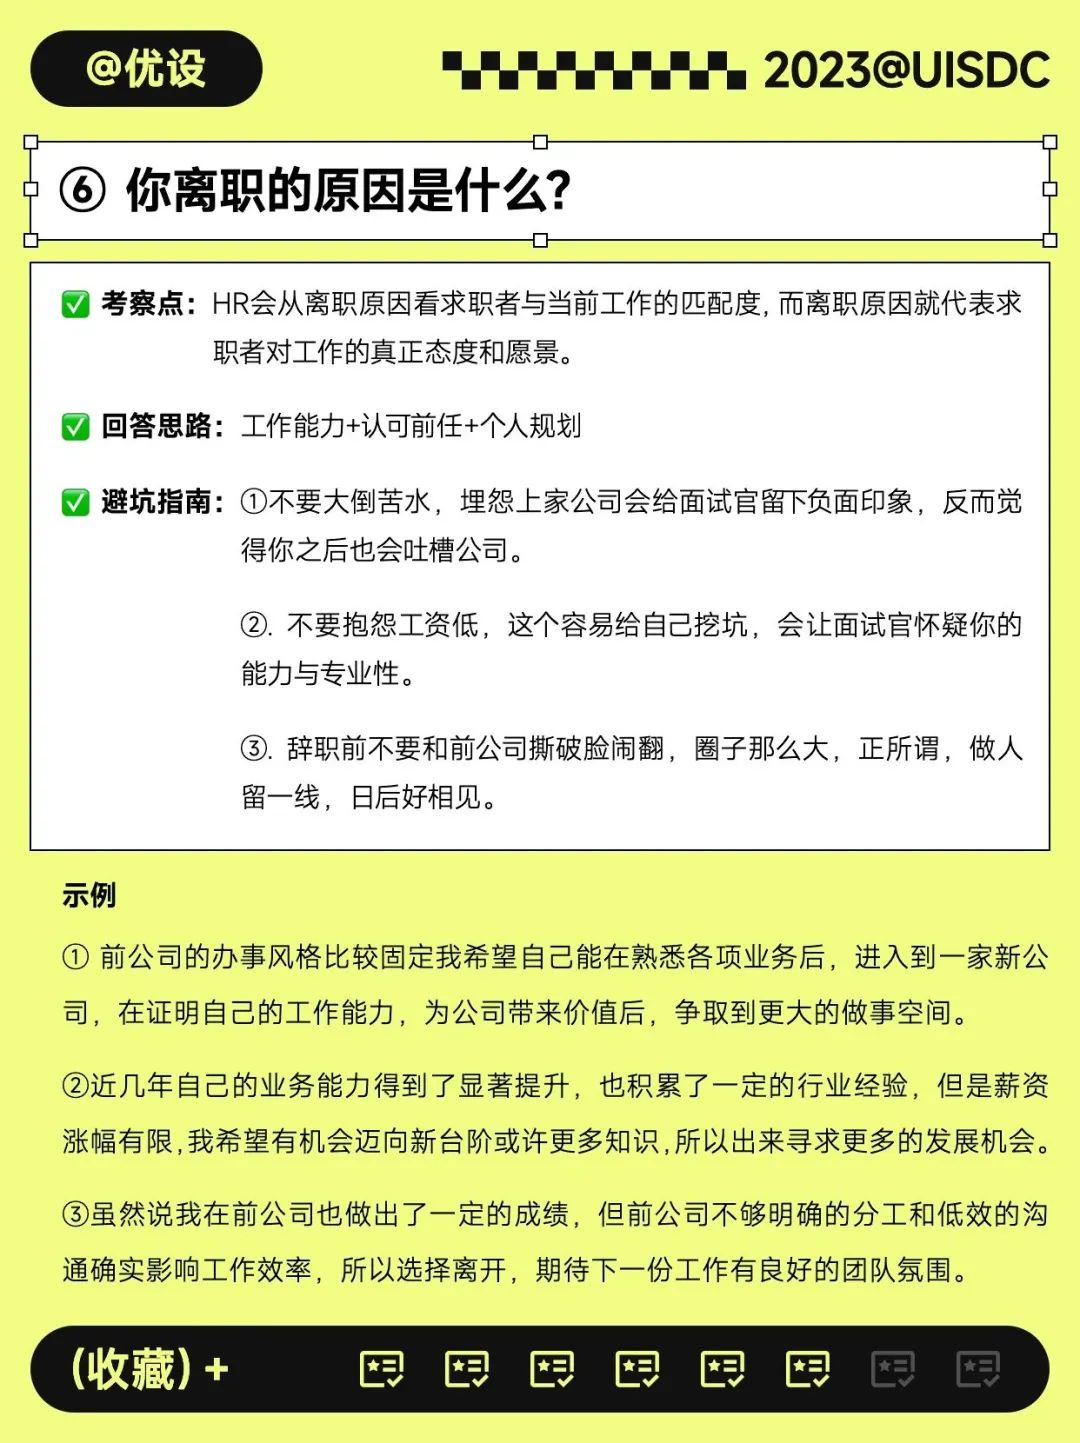 @优设
2023@UISDC
⑥ 你离职的原因是什么?
考察点：HR会从离职原因看求职者与当前工作的匹配度, 而离职原因就代表求
职者对工作的真正态度和愿景。
回答思路：工作能力+认可前任+个人规划
避坑指南：①不要大倒苦水，埋怨上家公司会给面试官留下负面印象，反而觉
得你之后也会吐槽公司。
②. 不要抱怨工资低，这个容易给自己挖坑，会让面试官怀疑你的
能力与专业性。
③. 辞职前不要和前公司撕破脸闹翻，圈子那么大，正所谓，做人
留一线，日后好相见。
示例
① 前公司的办事风格比较固定我希望自己能在熟悉各项业务后，进入到一家新公
司，在证明自己的工作能力，为公司带来价值后，争取到更大的做事空间。
②近几年自己的业务能力得到了显著提升，也积累了一定的行业经验，但是薪资
涨幅有限,我希望有机会迈向新台阶或许更多知识,所以出来寻求更多的发展机会。
③虽然说我在前公司也做出了一定的成绩，但前公司不够明确的分工和低效的沟
通确实影响工作效率，所以选择离开，期待下一份工作有良好的团队氛围。
(收藏) +